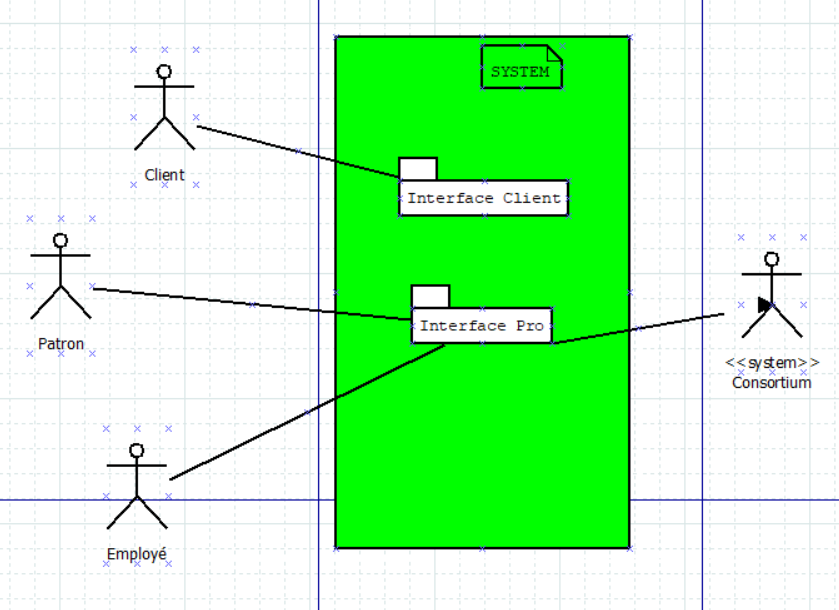 SYSTEM
Client
Interface Client
Interface Pro
Patron
<<system>>
Consortium
Employé